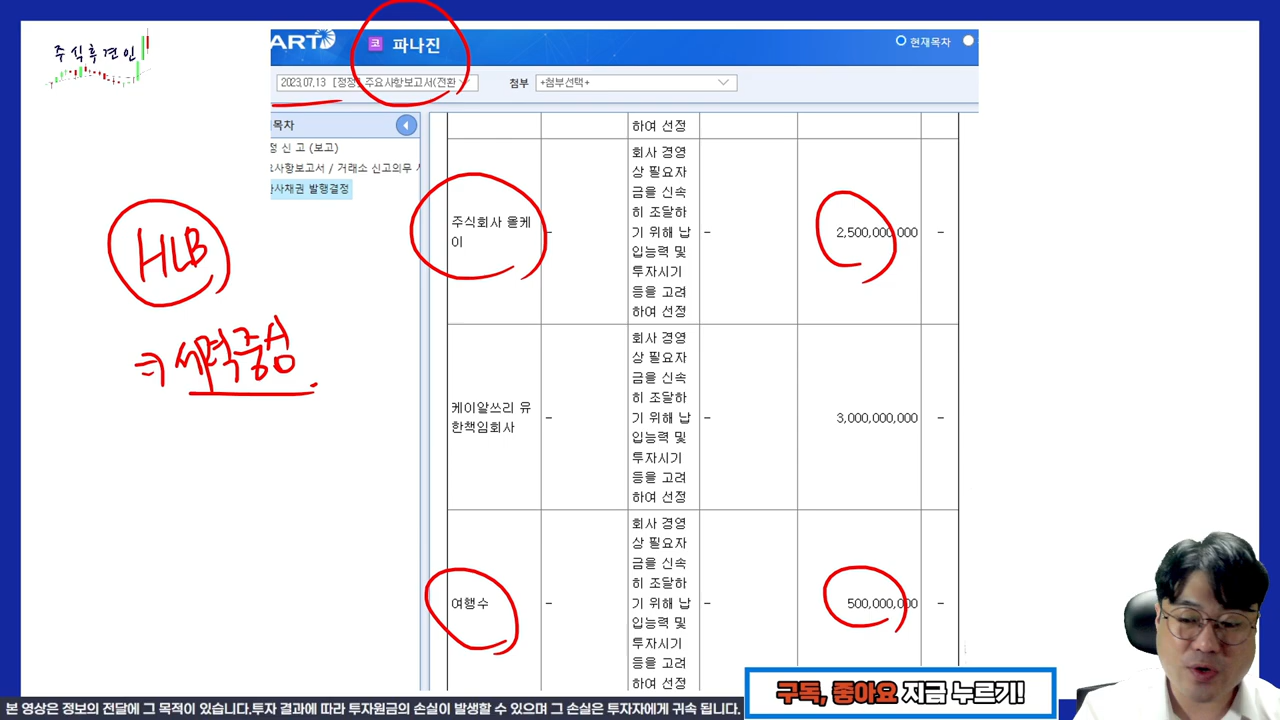 주식후견인
ART
코 파나진
현재목차
2023.07.13 [정정] 주요사항보고서(전환
첨부
+첨부선택+
목차
정 신 고 (보고)
요사항보고서 / 거래소 신고의무 사
사채권 발행결정
하여 선정
주식회사 올케
이
-
회사 경영
상 필요자
금을 신속
히 조달하
기 위해 납
입능력 및
투자시기
등을 고려
하여 선정
-
2,500,000,000
-
케이알쓰리 유
한책임회사
-
회사 경영
상 필요자
금을 신속
히 조달하
기 위해 납
입능력 및
투자시기
등을 고려
하여 선정
-
3,000,000,000
-
여행수
-
회사 경영
상 필요자
금을 신속
히 조달하
기 위해 납
입능력 및
투자시기
등을 고려
하여 선정
-
500,000,000
-
HLB
⇒ 세력중심
구독, 좋아요 지금 누르기!
본 영상은 정보의 전달에 그 목적이 있습니다.투자 결과에 따라 투자원금의 손실이 발생할 수 있으며 그 손실은 투자자에게 귀속 됩니다.